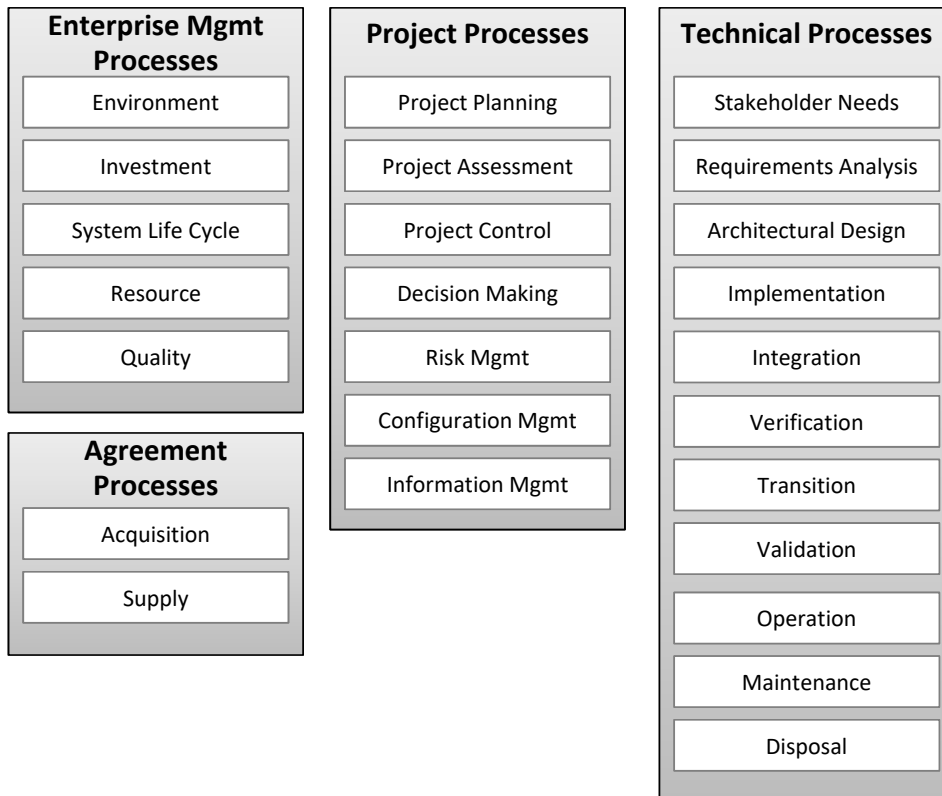 Enterprise Mgmt
Processes
Environment
Investment
System Life Cycle
Resource
Quality
Agreement
Processes
Acquisition
Supply
Project Processes
Project Planning
Project Assessment
Project Control
Decision Making
Risk Mgmt
Configuration Mgmt
Information Mgmt
Technical Processes
Stakeholder Needs
Requirements Analysis
Architectural Design
Implementation
Integration
Verification
Transition
Validation
Operation
Maintenance
Disposal